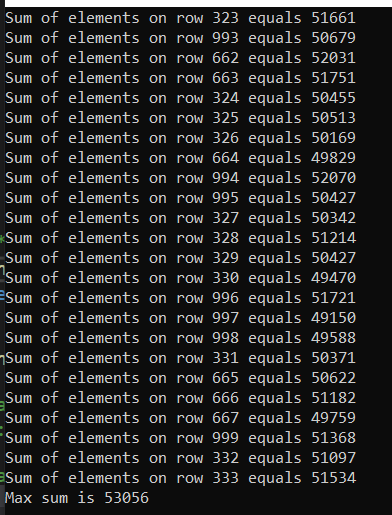 Sum of elements on row 323 equals 51661
Sum of elements on row 993 equals 50679
Sum of elements on row 662 equals 52031
Sum of elements on row 663 equals 51751
Sum of elements on row 324 equals 50455
Sum of elements on row 325 equals 50513
Sum of elements on row 326 equals 50169
Sum of elements on row 664 equals 49829
Sum of elements on row 994 equals 52070
Sum of elements on row 995 equals 50427
Sum of elements on row 327 equals 50342
Sum of elements on row 328 equals 51214
Sum of elements on row 329 equals 50427
Sum of elements on row 330 equals 49470
Sum of elements on row 996 equals 51721
Sum of elements on row 997 equals 49150
Sum of elements on row 998 equals 49588
Sum of elements on row 331 equals 50371
Sum of elements on row 665 equals 50622
Sum of elements on row 666 equals 51182
Sum of elements on row 667 equals 49759
Sum of elements on row 999 equals 51368
Sum of elements on row 332 equals 51097
Sum of elements on row 333 equals 51534
Max sum is 53056